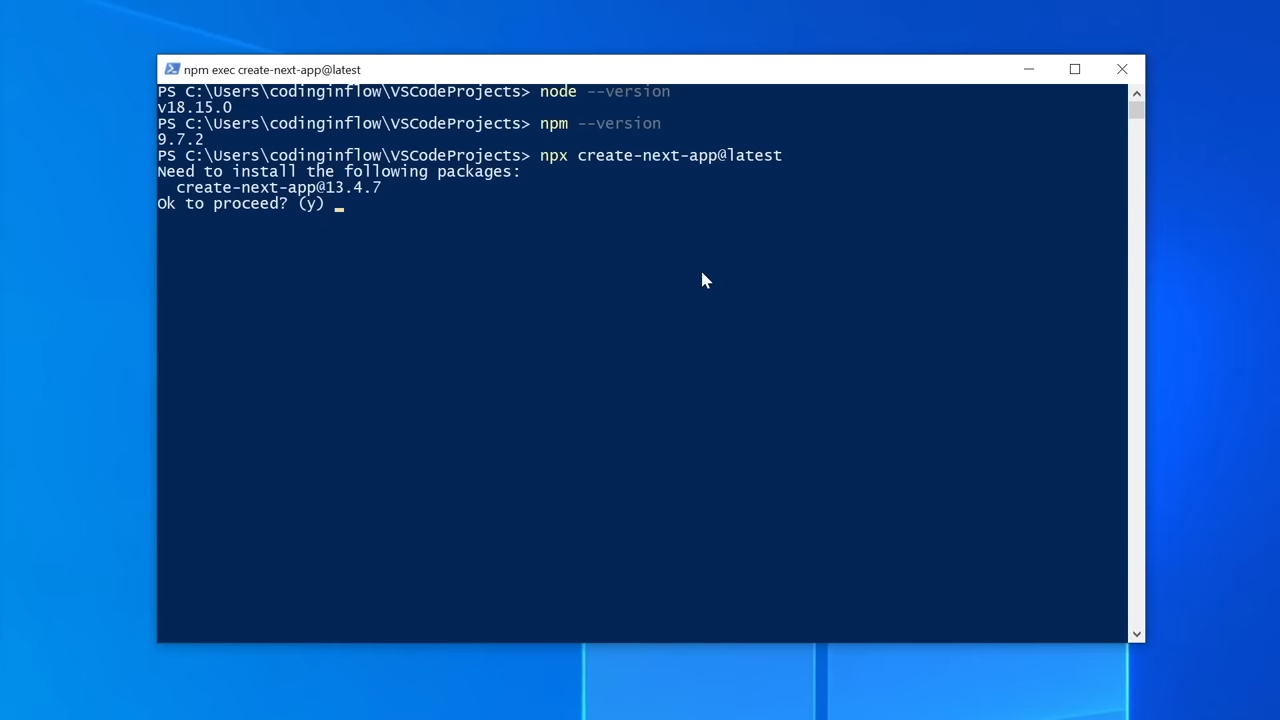 npm exec create-next-app@latest
PS C:\Users\codinginflow\VSCodeProjects> node --version
v18.15.0
PS C:\Users\codinginflow\VSCodeProjects> npm --version
9.7.2
PS C:\Users\codinginflow\VSCodeProjects> npx create-next-app@latest
Need to install the following packages:
  create-next-app@13.4.7
Ok to proceed? (y)